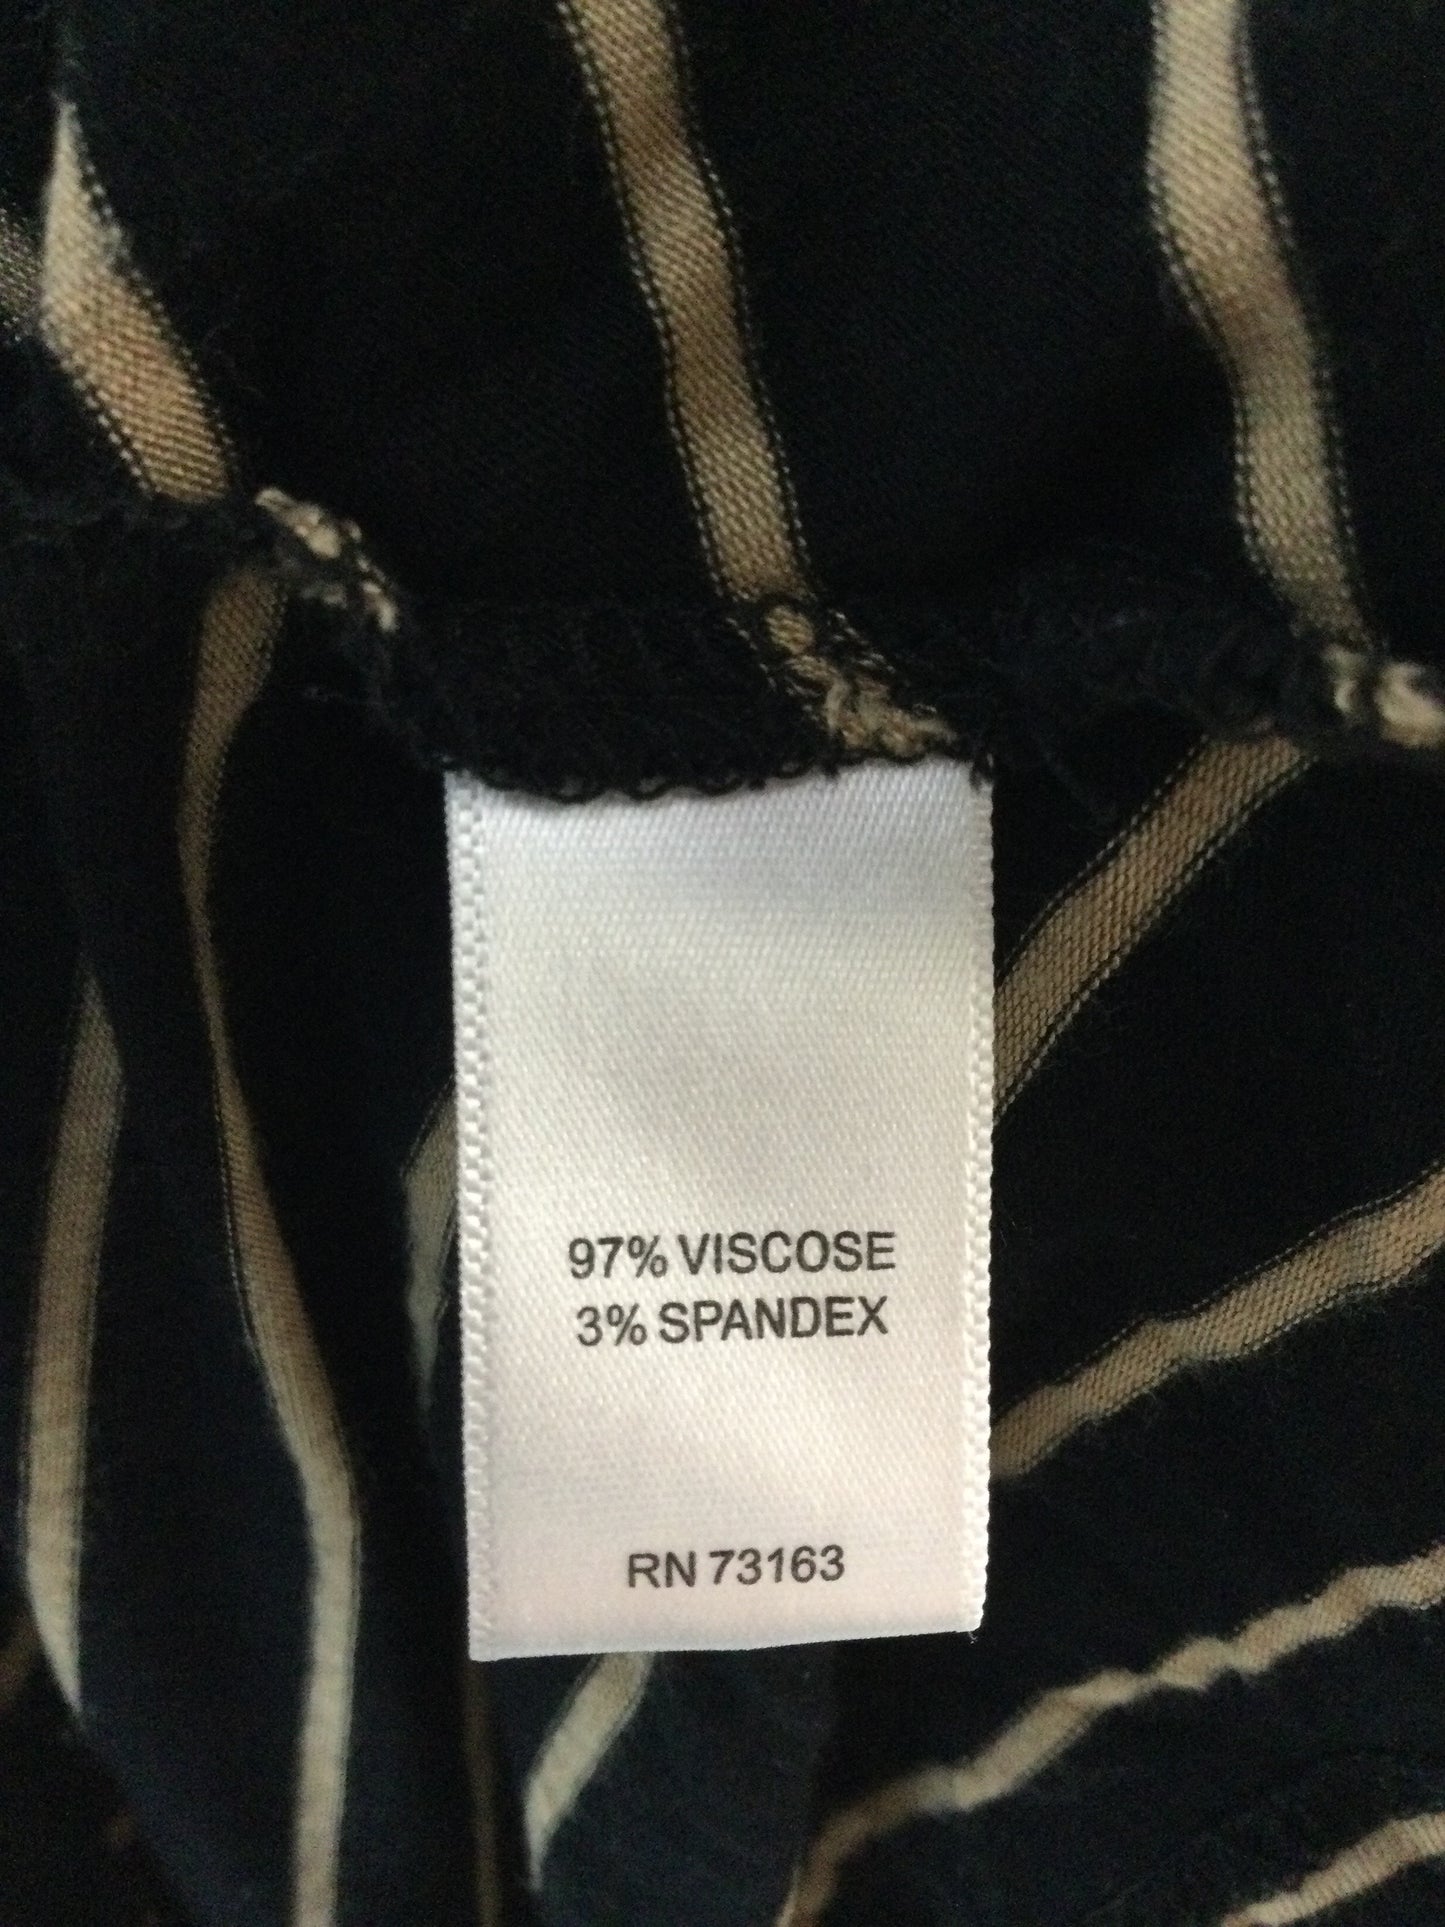 97% VISCOSE
3% SPANDEX
RN 73163